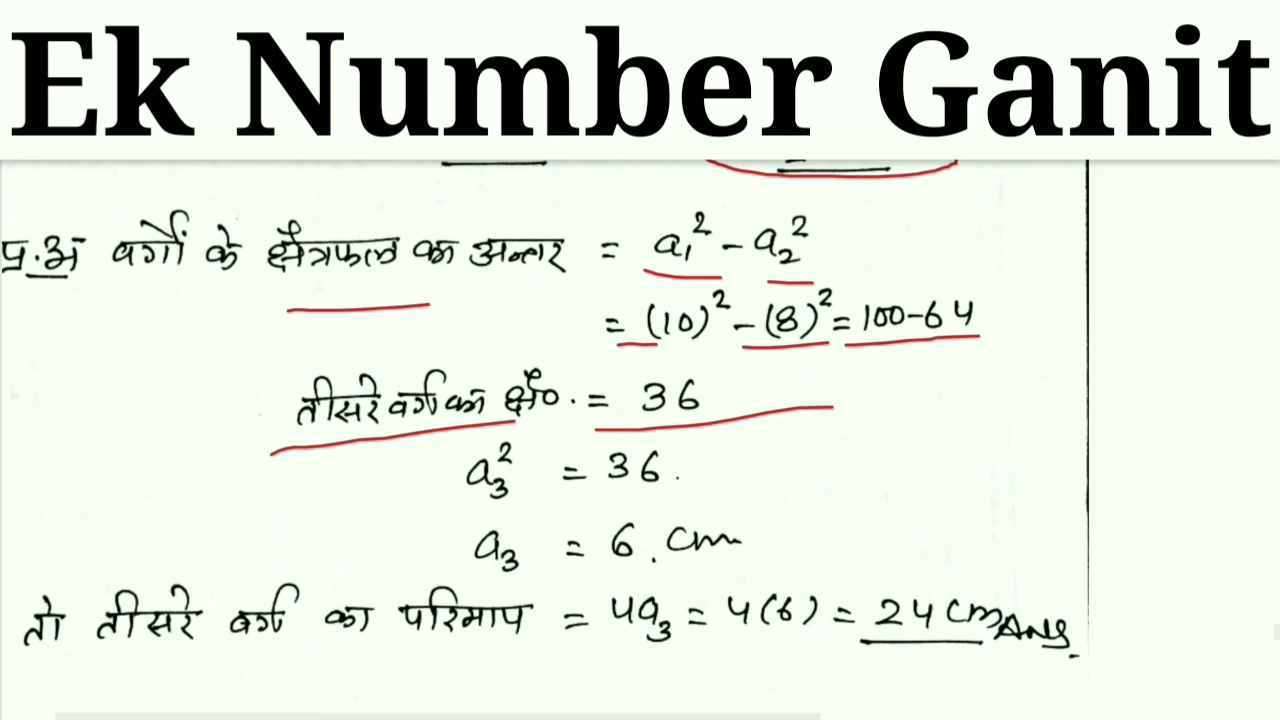 Ek Number Ganit
प्र.अं वर्गों के क्षेत्रफल का अन्तर = a₁² - a₂²
= (10)² - (8)² = 100-64
तीसरे वर्ग का क्षै०. = 36
a₃² = 36.
a₃ = 6. cm
तो तीसरे वर्ग का परिमाप = 4a₃ = 4(6) = 24 cm Ans.